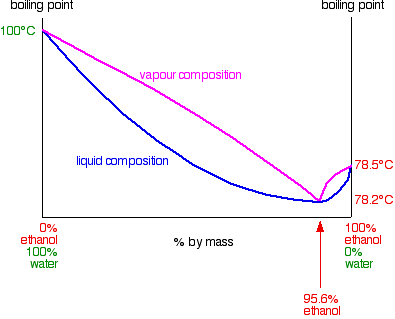 boiling point
boiling point
100°C
vapour composition
liquid composition
78.5°C
78.2°C
0%
ethanol
100%
water
% by mass
100%
ethanol
0%
water
95.6%
ethanol